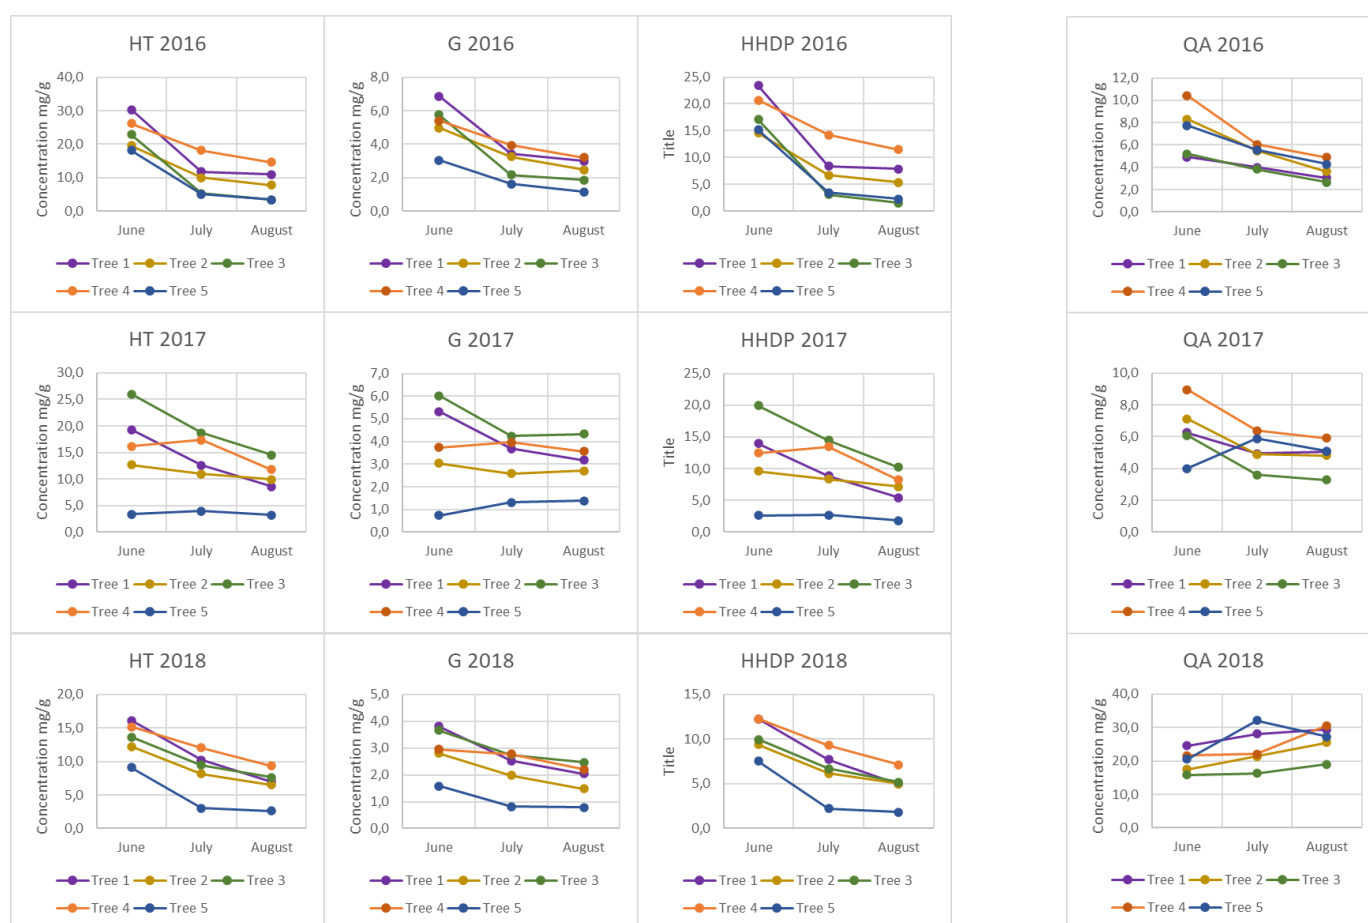 HT 2016
Concentration mg/g
40,0
30,0
20,0
10,0
0,0
June July August
Tree 1 Tree 2 Tree 3
Tree 4 Tree 5
G 2016
Concentration mg/g
8,0
6,0
4,0
2,0
0,0
June July August
Tree 1 Tree 2 Tree 3
Tree 4 Tree 5
HHDP 2016
Title
25,0
20,0
15,0
10,0
5,0
0,0
June July August
Tree 1 Tree 2 Tree 3
Tree 4 Tree 5
QA 2016
Concentration mg/g
12,0
10,0
8,0
6,0
4,0
2,0
0,0
June July August
Tree 1 Tree 2 Tree 3
Tree 4 Tree 5
HT 2017
Concentration mg/g
30,0
25,0
20,0
15,0
10,0
5,0
0,0
June July August
Tree 1 Tree 2 Tree 3
Tree 4 Tree 5
G 2017
Concentration mg/g
7,0
6,0
5,0
4,0
3,0
2,0
1,0
0,0
June July August
Tree 1 Tree 2 Tree 3
Tree 4 Tree 5
HHDP 2017
Title
25,0
20,0
15,0
10,0
5,0
0,0
June July August
Tree 1 Tree 2 Tree 3
Tree 4 Tree 5
QA 2017
Concentration mg/g
10,0
8,0
6,0
4,0
2,0
0,0
June July August
Tree 1 Tree 2 Tree 3
Tree 4 Tree 5
HT 2018
Concentration mg/g
20,0
15,0
10,0
5,0
0,0
June July August
Tree 1 Tree 2 Tree 3
Tree 4 Tree 5
G 2018
Concentration mg/g
5,0
4,0
3,0
2,0
1,0
0,0
June July August
Tree 1 Tree 2 Tree 3
Tree 4 Tree 5
HHDP 2018
Title
15,0
10,0
5,0
0,0
June July August
Tree 1 Tree 2 Tree 3
Tree 4 Tree 5
QA 2018
Concentration mg/g
40,0
30,0
20,0
10,0
0,0
June July August
Tree 1 Tree 2 Tree 3
Tree 4 Tree 5